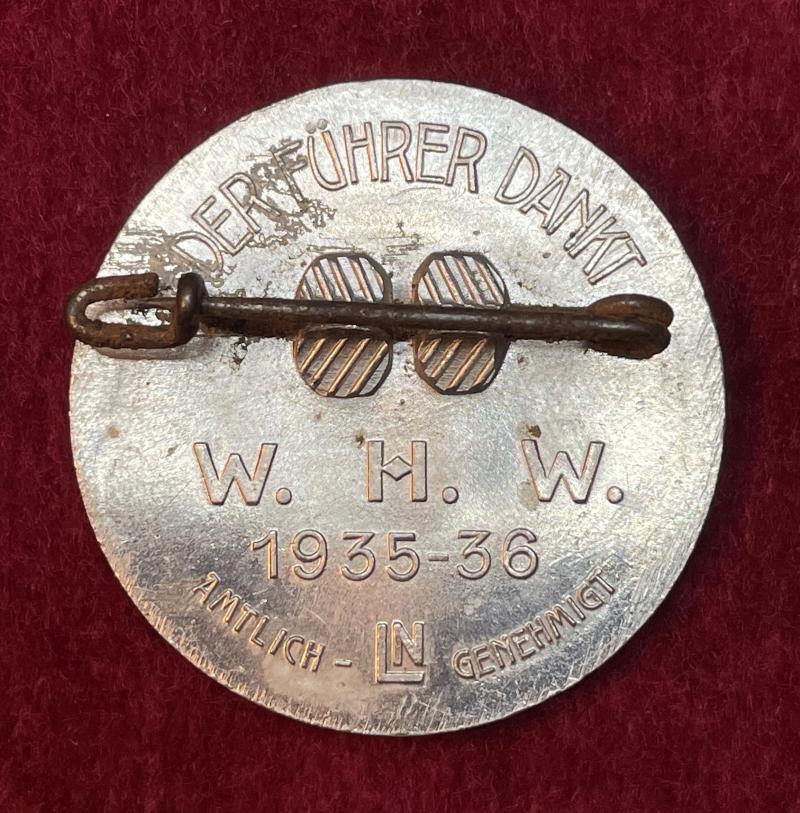 DER FÜHRER DANKT
W. H. W.
1935-36
AMTLICH - LN GENEHMIGT